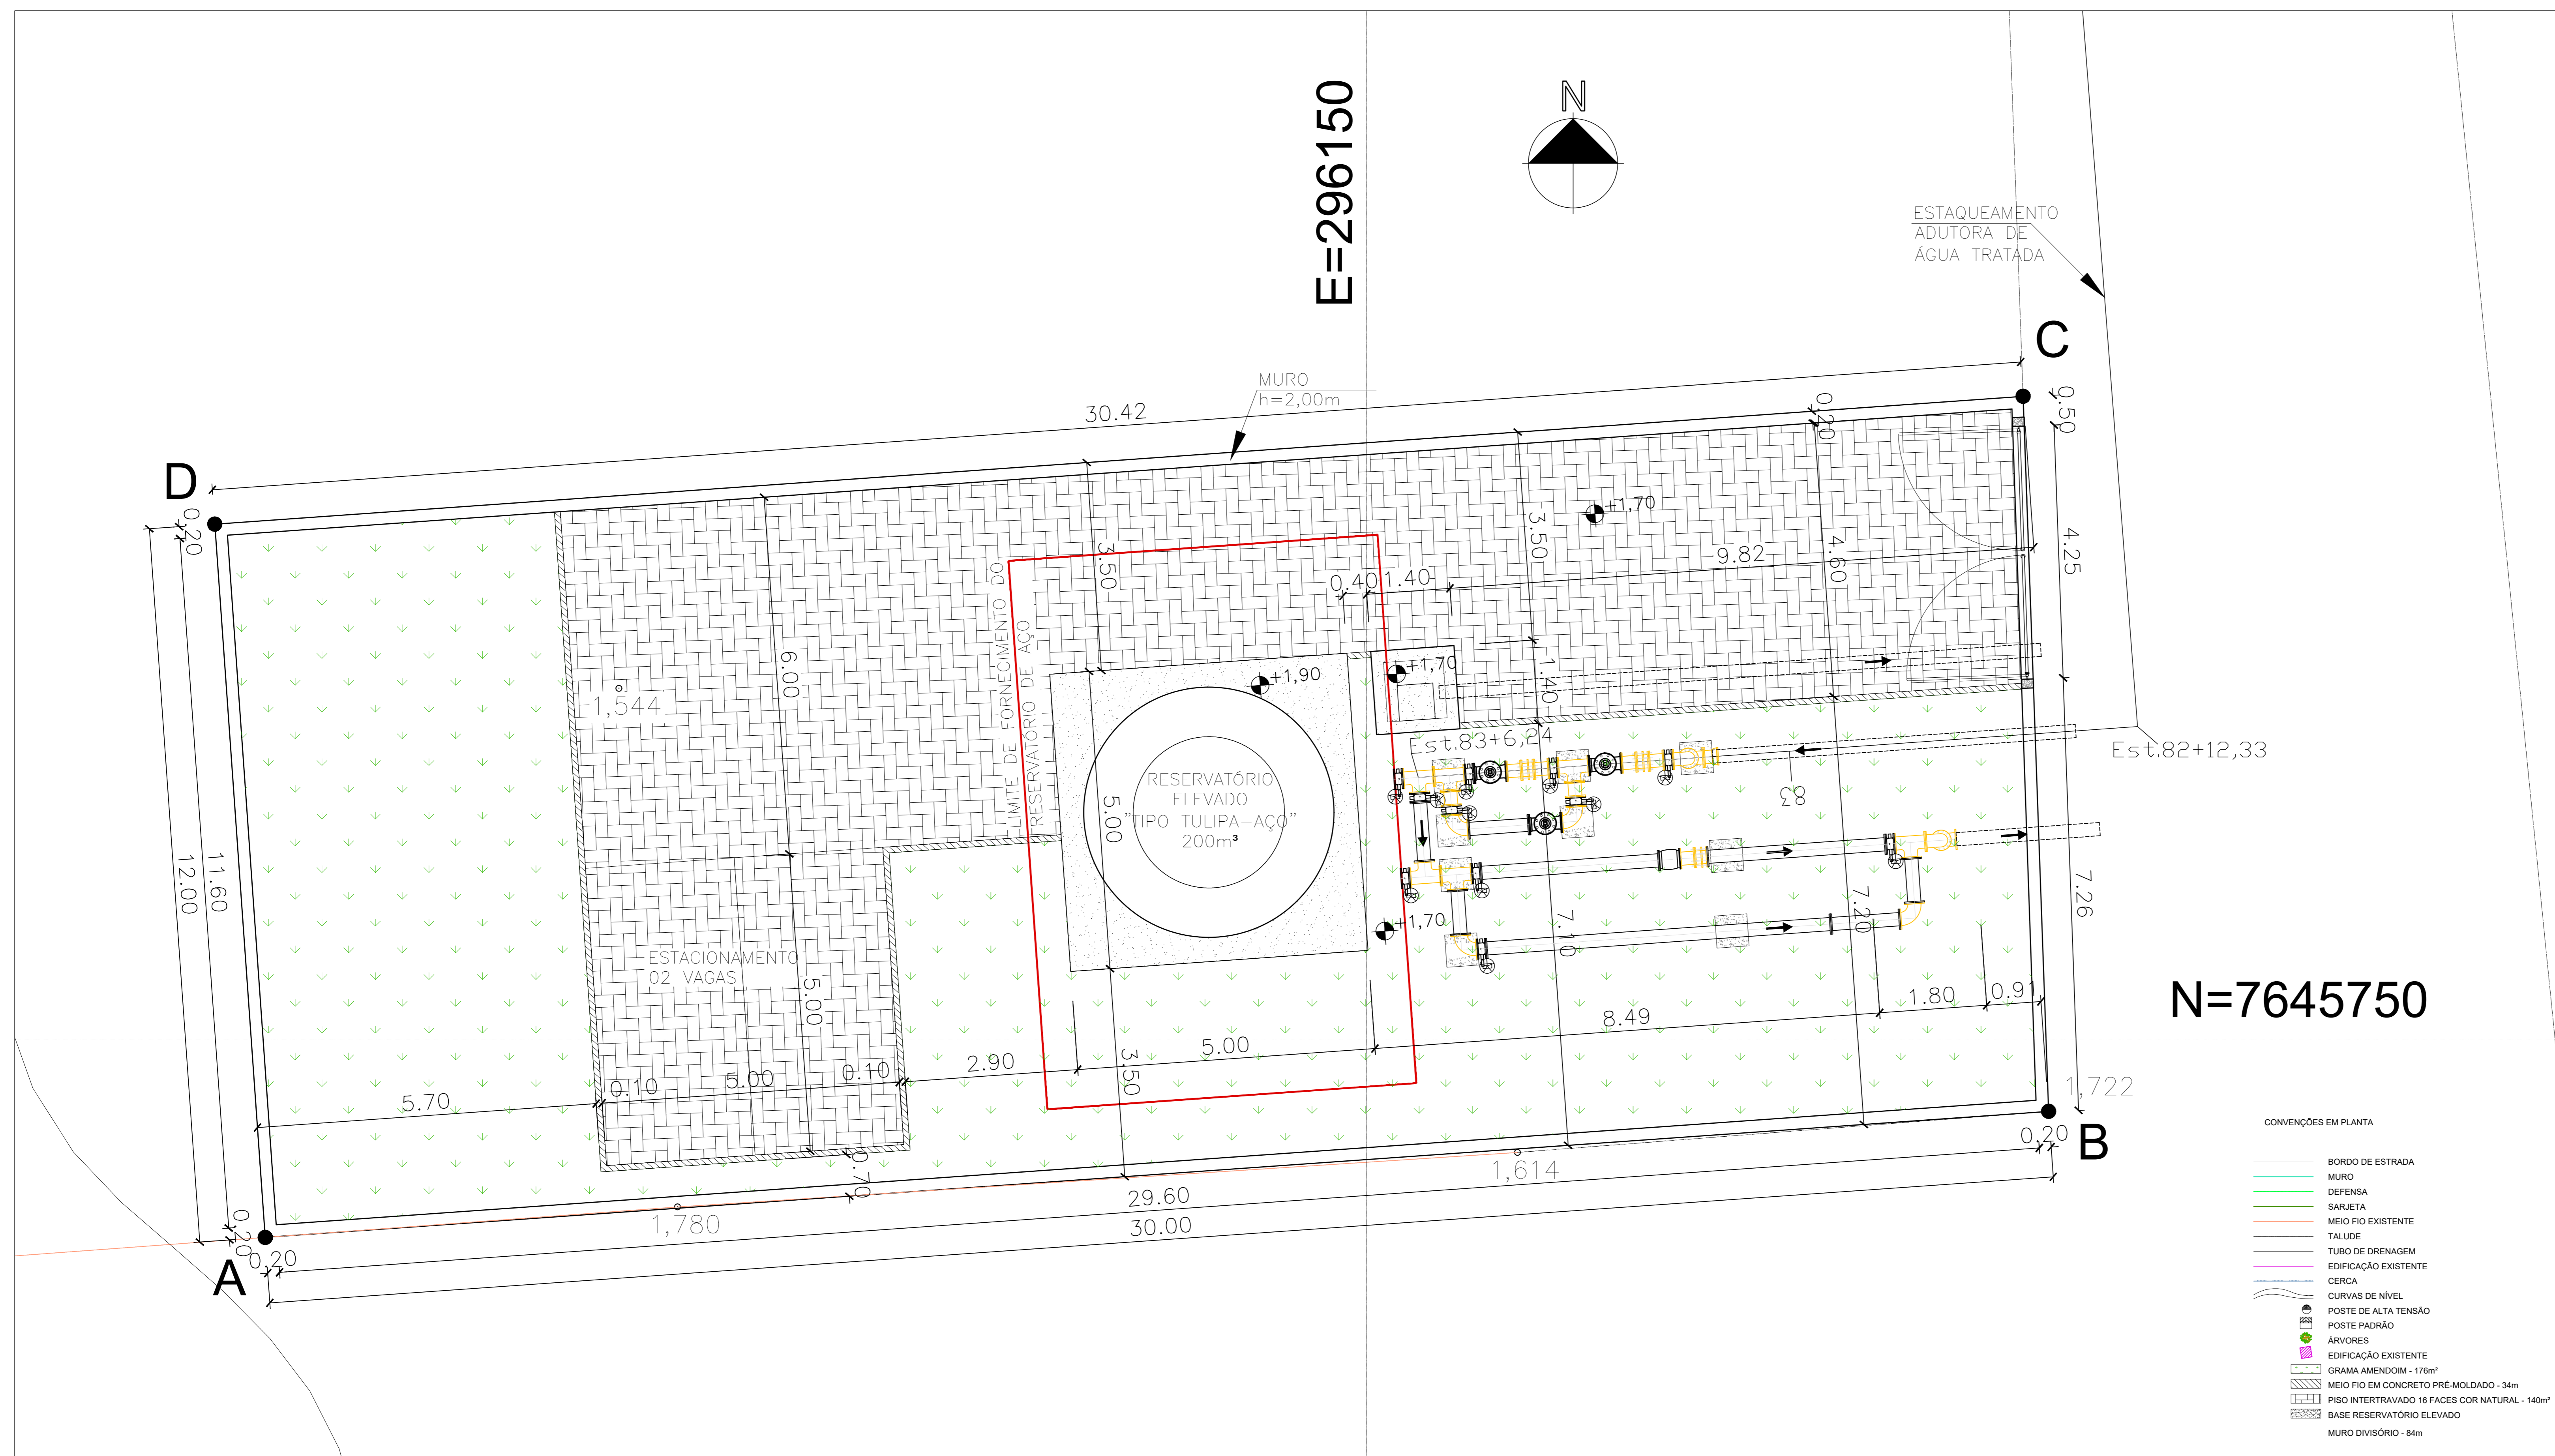 N
E=296150
ESTAQUEAMENTO
ADUTORA DE
ÁGUA TRATADA
C
MURO
h=2,00m
30.42
D
0.20
0.50
0.20
+1,70
3.50
3.50
4.60
9.82
4.25
0.40
1.40
LIMITE DE FORNECIMENTO DO
RESERVATÓRIO DE AÇO
6.00
1,544
+1,90
+1,70
1.40
Est.83+6,24
Est.82+12,33
83
RESERVATÓRIO
ELEVADO
"TIPO TULIPA-AÇO"
200m³
5.00
12.00
11.60
7.26
7.20
7.10
+1,70
ESTACIONAMENTO
02 VAGAS
5.00
N=7645750
1.80
0.91
8.49
5.00
2.90
3.50
0.10
5.00
0.10
5.70
1,722
0,20
B
0.70
1,614
1,780
29.60
30.00
0.20
0,20
A
CONVENÇÕES EM PLANTA
BORDO DE ESTRADA
MURO
DEFENSA
SARJETA
MEIO FIO EXISTENTE
TALUDE
TUBO DE DRENAGEM
EDIFICAÇÃO EXISTENTE
CERCA
CURVAS DE NÍVEL
POSTE DE ALTA TENSÃO
POSTE PADRÃO
ÁRVORES
EDIFICAÇÃO EXISTENTE
GRAMA AMENDOIM - 176m²
MEIO FIO EM CONCRETO PRÉ-MOLDADO - 34m
PISO INTERTRAVADO 16 FACES COR NATURAL - 140m²
BASE RESERVATÓRIO ELEVADO
MURO DIVISÓRIO - 84m